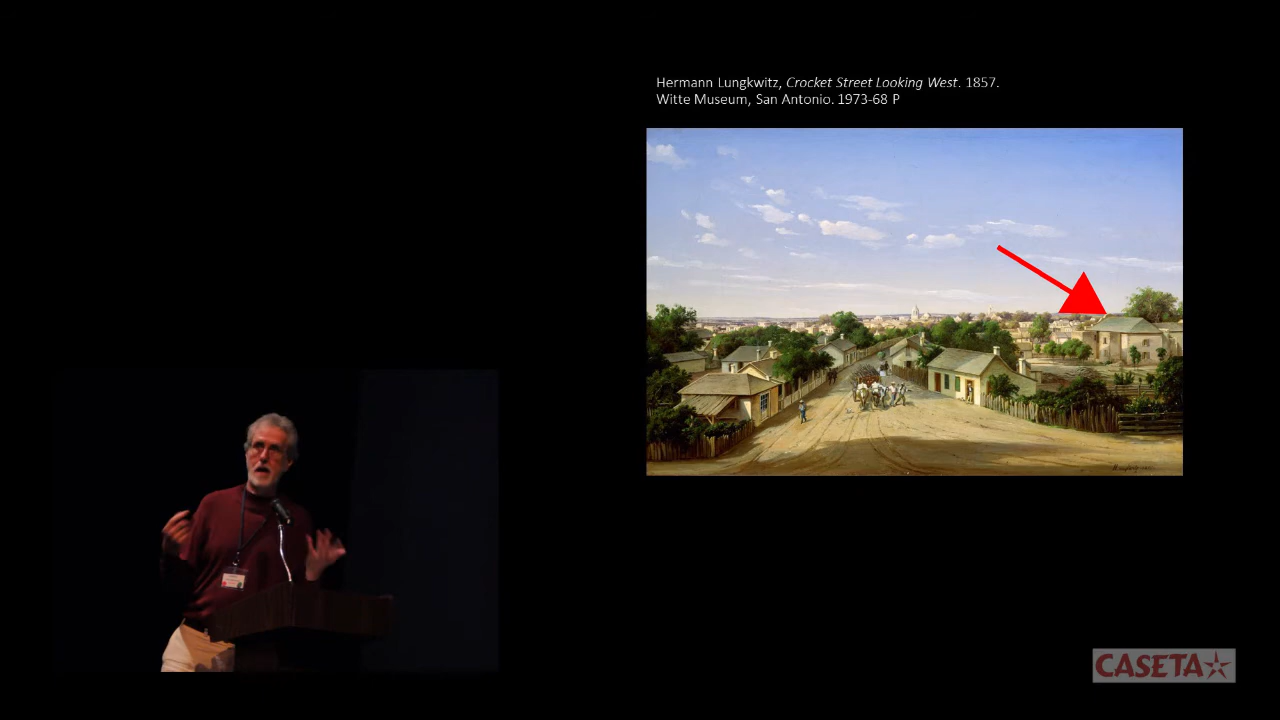 Hermann Lungkwitz, Crocket Street Looking West. 1857.
Witte Museum, San Antonio. 1973-68 P
CASETA